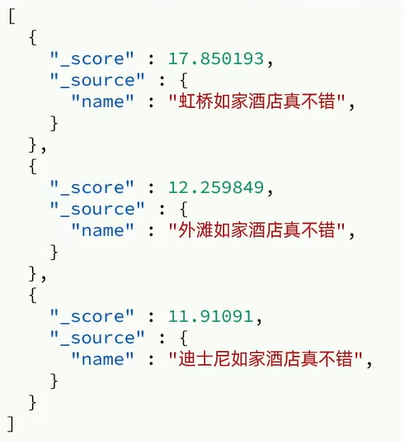 [
  {
    "_score" : 17.850193,
    "_source" : {
      "name" : "虹桥如家酒店真不错",
    }
  },
  {
    "_score" : 12.259849,
    "_source" : {
      "name" : "外滩如家酒店真不错",
    }
  },
  {
    "_score" : 11.91091,
    "_source" : {
      "name" : "迪士尼如家酒店真不错",
    }
  }
]